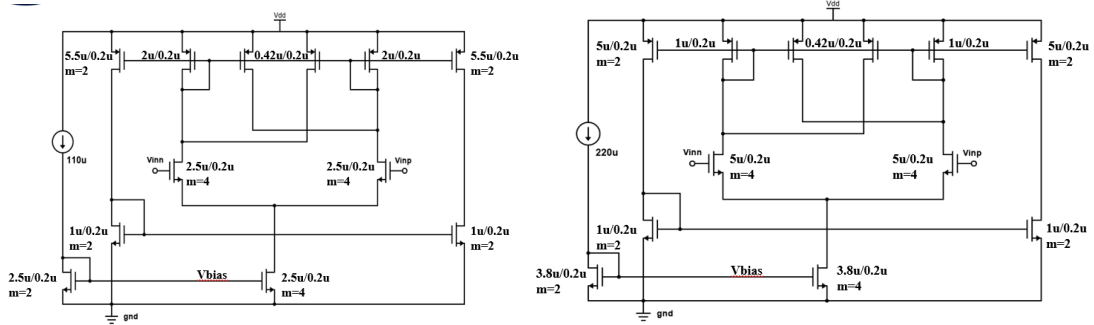 Vdd
5.5u/0.2u
m=2
2u/0.2u
0.42u/0.2u
2u/0.2u
5.5u/0.2u
m=2
110u
Vinn
2.5u/0.2u
m=4
2.5u/0.2u
m=4
Vinp
1u/0.2u
m=2
1u/0.2u
m=2
2.5u/0.2u
m=2
Vbias
2.5u/0.2u
m=4
gnd
Vdd
5u/0.2u
m=2
1u/0.2u
0.42u/0.2u
1u/0.2u
5u/0.2u
m=2
220u
Vinn
5u/0.2u
m=4
5u/0.2u
m=4
Vinp
1u/0.2u
m=2
1u/0.2u
m=2
3.8u/0.2u
m=2
Vbias
3.8u/0.2u
m=4
gnd